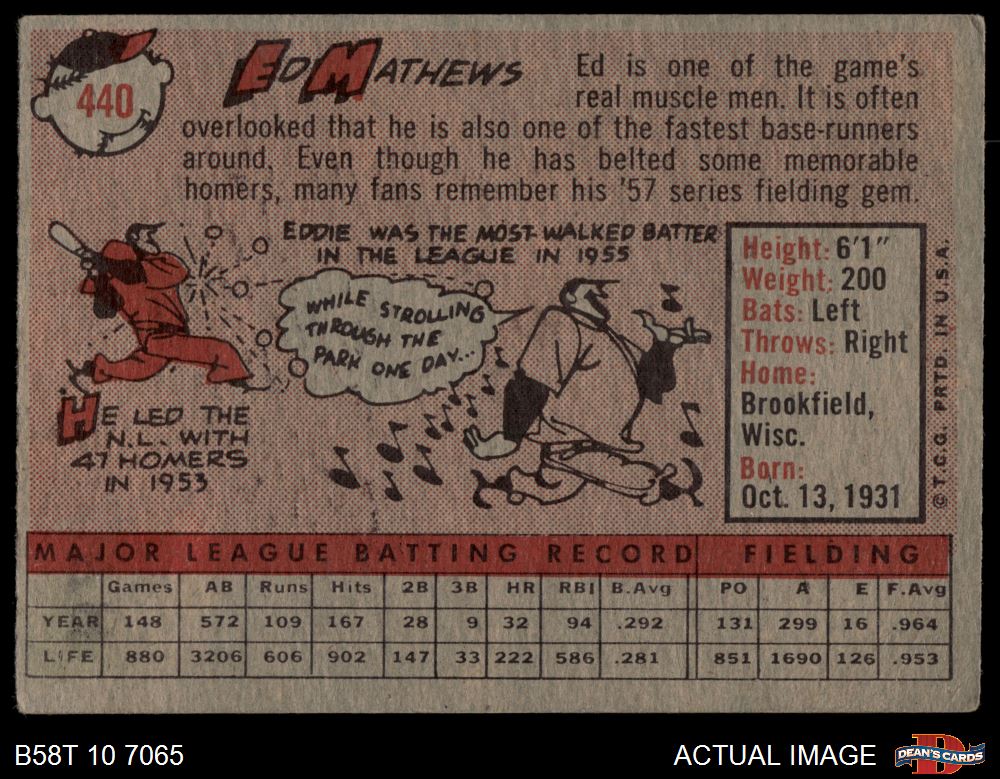 440
ED MATHEWS
Ed is one of the game's
real muscle men. It is often
overlooked that he is also one of the fastest base-runners
around. Even though he has belted some memorable
homers, many fans remember his '57 series fielding gem.
EDDIE WAS THE MOST WALKED BATTER
IN THE LEAGUE IN 1955
WHILE STROLLING
THROUGH THE
PARK ONE DAY...
HE LED THE
N.L. WITH
47 HOMERS
IN 1953
Height: 6'1"
Weight: 200
Bats: Left
Throws: Right
Home:
Brookfield,
Wisc.
Born:
Oct. 13, 1931
© T.C.G. PRTD. IN U.S.A.
MAJOR LEAGUE BATTING RECORD FIELDING
Games AB Runs Hits 2B 3B HR RBI B.Avg PO A E F.Avg
YEAR 148 572 109 167 28 9 32 94 .292 131 299 16 .964
LIFE 880 3206 606 902 147 33 222 586 .281 851 1690 126 .953
B58T 10 7065 ACTUAL IMAGE
DEAN'S CARDS